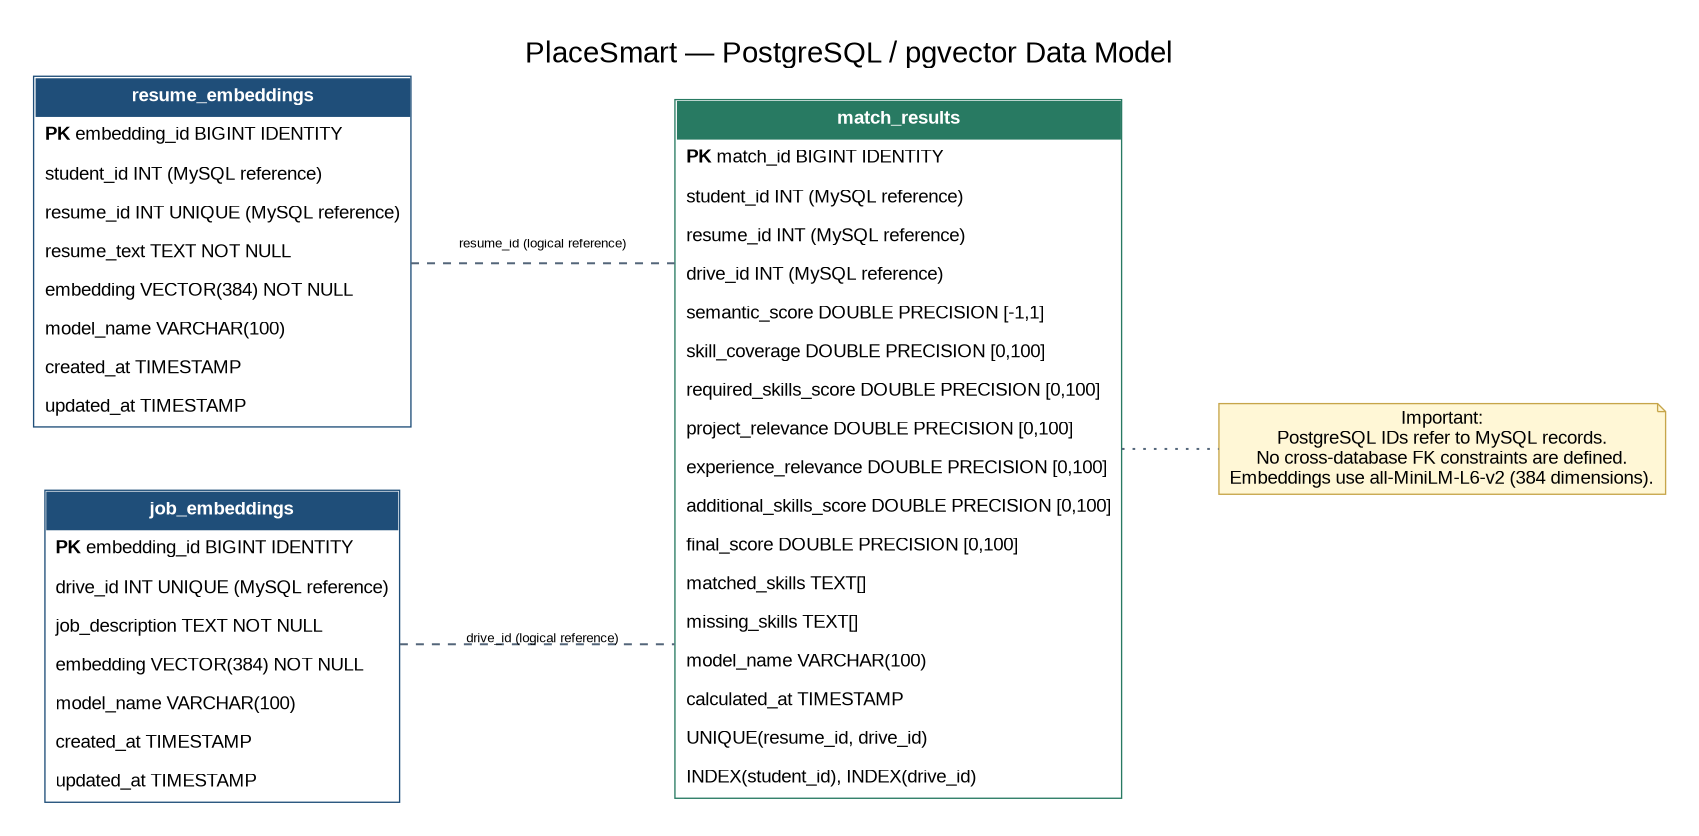 PlaceSmart — PostgreSQL / pgvector Data Model
resume_embeddings
PK embedding_id BIGINT IDENTITY
student_id INT (MySQL reference)
resume_id INT UNIQUE (MySQL reference)
resume_text TEXT NOT NULL
embedding VECTOR(384) NOT NULL
model_name VARCHAR(100)
created_at TIMESTAMP
updated_at TIMESTAMP
resume_id (logical reference)
job_embeddings
PK embedding_id BIGINT IDENTITY
drive_id INT UNIQUE (MySQL reference)
job_description TEXT NOT NULL
embedding VECTOR(384) NOT NULL
model_name VARCHAR(100)
created_at TIMESTAMP
updated_at TIMESTAMP
drive_id (logical reference)
match_results
PK match_id BIGINT IDENTITY
student_id INT (MySQL reference)
resume_id INT (MySQL reference)
drive_id INT (MySQL reference)
semantic_score DOUBLE PRECISION [-1,1]
skill_coverage DOUBLE PRECISION [0,100]
required_skills_score DOUBLE PRECISION [0,100]
project_relevance DOUBLE PRECISION [0,100]
experience_relevance DOUBLE PRECISION [0,100]
additional_skills_score DOUBLE PRECISION [0,100]
final_score DOUBLE PRECISION [0,100]
matched_skills TEXT[]
missing_skills TEXT[]
model_name VARCHAR(100)
calculated_at TIMESTAMP
UNIQUE(resume_id, drive_id)
INDEX(student_id), INDEX(drive_id)
Important:
PostgreSQL IDs refer to MySQL records.
No cross-database FK constraints are defined.
Embeddings use all-MiniLM-L6-v2 (384 dimensions).